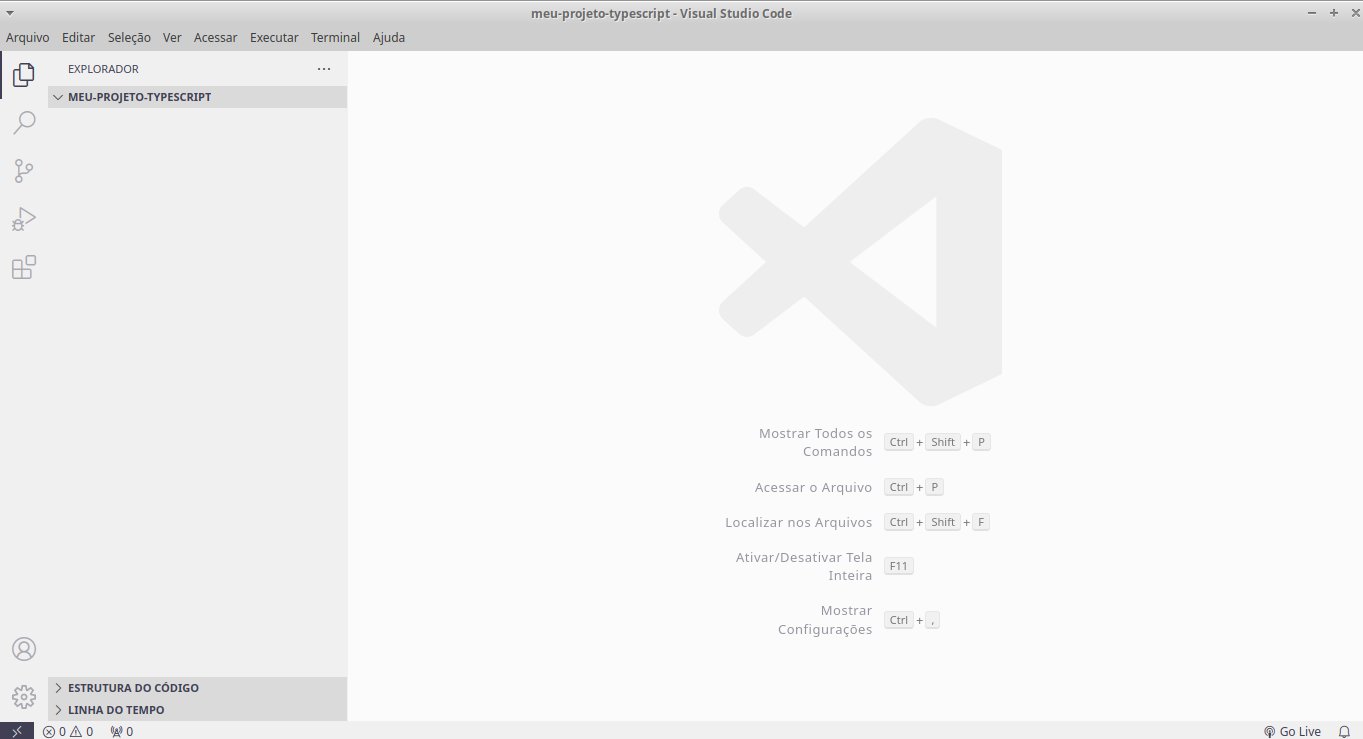 meu-projeto-typescript - Visual Studio Code
Arquivo Editar Seleção Ver Acessar Executar Terminal Ajuda
EXPLORADOR
MEU-PROJETO-TYPESCRIPT
Mostrar Todos os
Comandos
Ctrl + Shift + P
Acessar o Arquivo
Ctrl + P
Localizar nos Arquivos
Ctrl + Shift + F
Ativar/Desativar Tela
Inteira
F11
Mostrar
Configurações
Ctrl + ,
ESTRUTURA DO CÓDIGO
LINHA DO TEMPO
0 0 0
Go Live